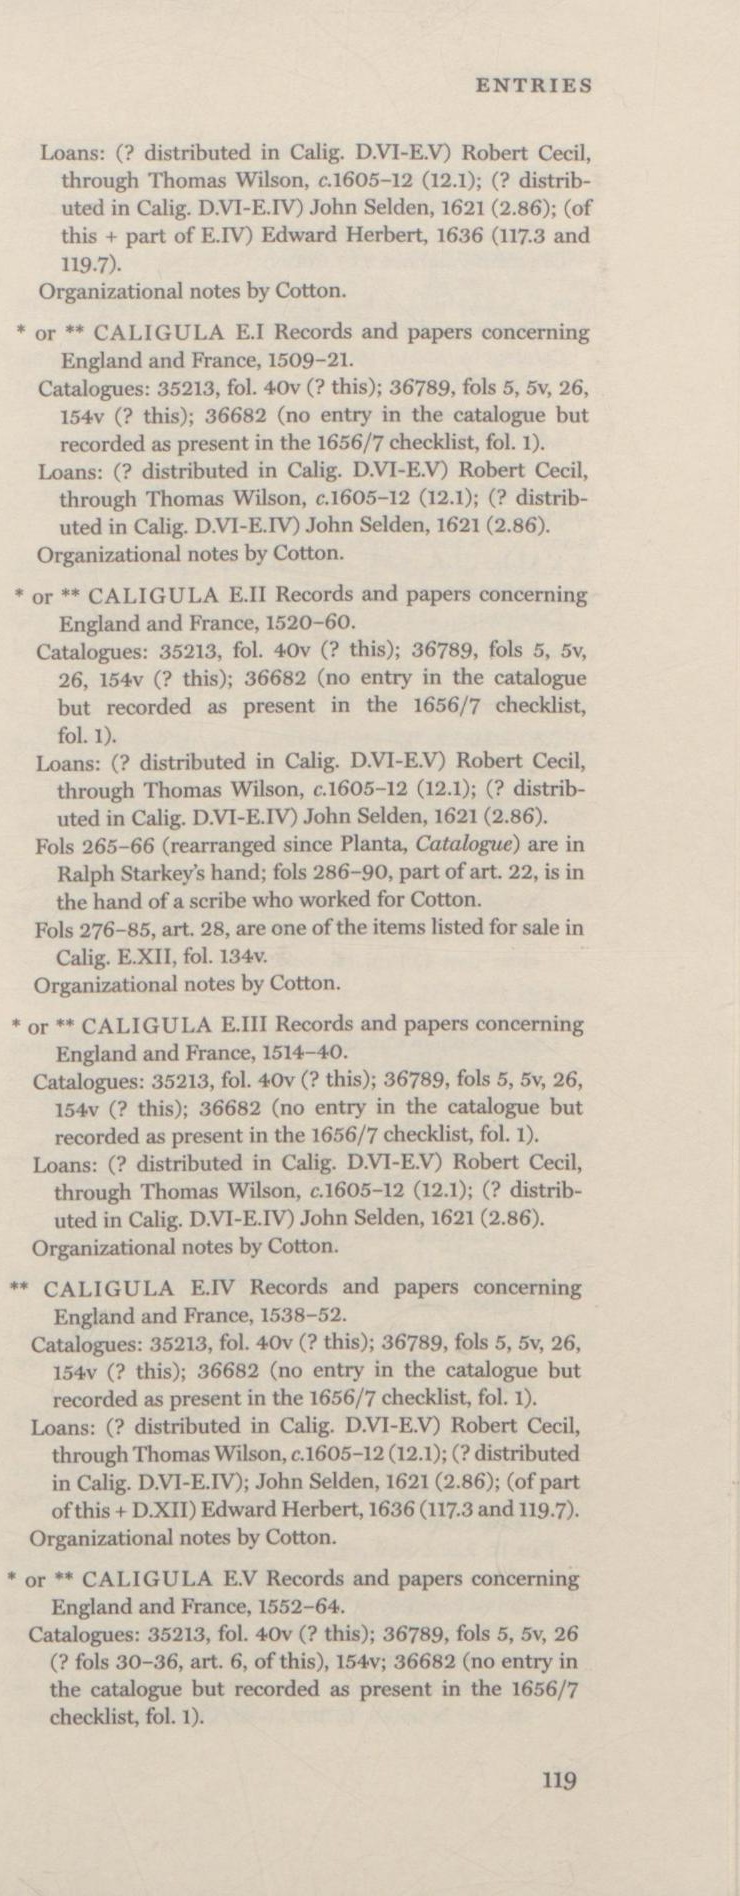 ENTRIES
Loans: (? distributed in Calig. D.VI-E.V) Robert Cecil,
through Thomas Wilson, c.1605–12 (12.1); (? distrib-
uted in Calig. D.VI-E.IV) John Selden, 1621 (2.86); (of
this + part of E.IV) Edward Herbert, 1636 (117.3 and
119.7).
Organizational notes by Cotton.
* or ** CALIGULA E.I Records and papers concerning
England and France, 1509–21.
Catalogues: 35213, fol. 40v (? this); 36789, fols 5, 5v, 26,
154v (? this); 36682 (no entry in the catalogue but
recorded as present in the 1656/7 checklist, fol. 1).
Loans: (? distributed in Calig. D.VI-E.V) Robert Cecil,
through Thomas Wilson, c.1605–12 (12.1); (? distrib-
uted in Calig. D.VI-E.IV) John Selden, 1621 (2.86).
Organizational notes by Cotton.
* or ** CALIGULA E.II Records and papers concerning
England and France, 1520–60.
Catalogues: 35213, fol. 40v (? this); 36789, fols 5, 5v,
26, 154v (? this); 36682 (no entry in the catalogue
but recorded as present in the 1656/7 checklist,
fol. 1).
Loans: (? distributed in Calig. D.VI-E.V) Robert Cecil,
through Thomas Wilson, c.1605–12 (12.1); (? distrib-
uted in Calig. D.VI-E.IV) John Selden, 1621 (2.86).
Fols 265–66 (rearranged since Planta, Catalogue) are in
Ralph Starkey's hand; fols 286–90, part of art. 22, is in
the hand of a scribe who worked for Cotton.
Fols 276–85, art. 28, are one of the items listed for sale in
Calig. E.XII, fol. 134v.
Organizational notes by Cotton.
* or ** CALIGULA E.III Records and papers concerning
England and France, 1514–40.
Catalogues: 35213, fol. 40v (? this); 36789, fols 5, 5v, 26,
154v (? this); 36682 (no entry in the catalogue but
recorded as present in the 1656/7 checklist, fol. 1).
Loans: (? distributed in Calig. D.VI-E.V) Robert Cecil,
through Thomas Wilson, c.1605–12 (12.1); (? distrib-
uted in Calig. D.VI-E.IV) John Selden, 1621 (2.86).
Organizational notes by Cotton.
** CALIGULA E.IV Records and papers concerning
England and France, 1538–52.
Catalogues: 35213, fol. 40v (? this); 36789, fols 5, 5v, 26,
154v (? this); 36682 (no entry in the catalogue but
recorded as present in the 1656/7 checklist, fol. 1).
Loans: (? distributed in Calig. D.VI-E.V) Robert Cecil,
through Thomas Wilson, c.1605–12 (12.1); (? distributed
in Calig. D.VI-E.IV); John Selden, 1621 (2.86); (of part
of this + D.XII) Edward Herbert, 1636 (117.3 and 119.7).
Organizational notes by Cotton.
* or ** CALIGULA E.V Records and papers concerning
England and France, 1552–64.
Catalogues: 35213, fol. 40v (? this); 36789, fols 5, 5v, 26
(? fols 30–36, art. 6, of this), 154v; 36682 (no entry in
the catalogue but recorded as present in the 1656/7
checklist, fol. 1).
119